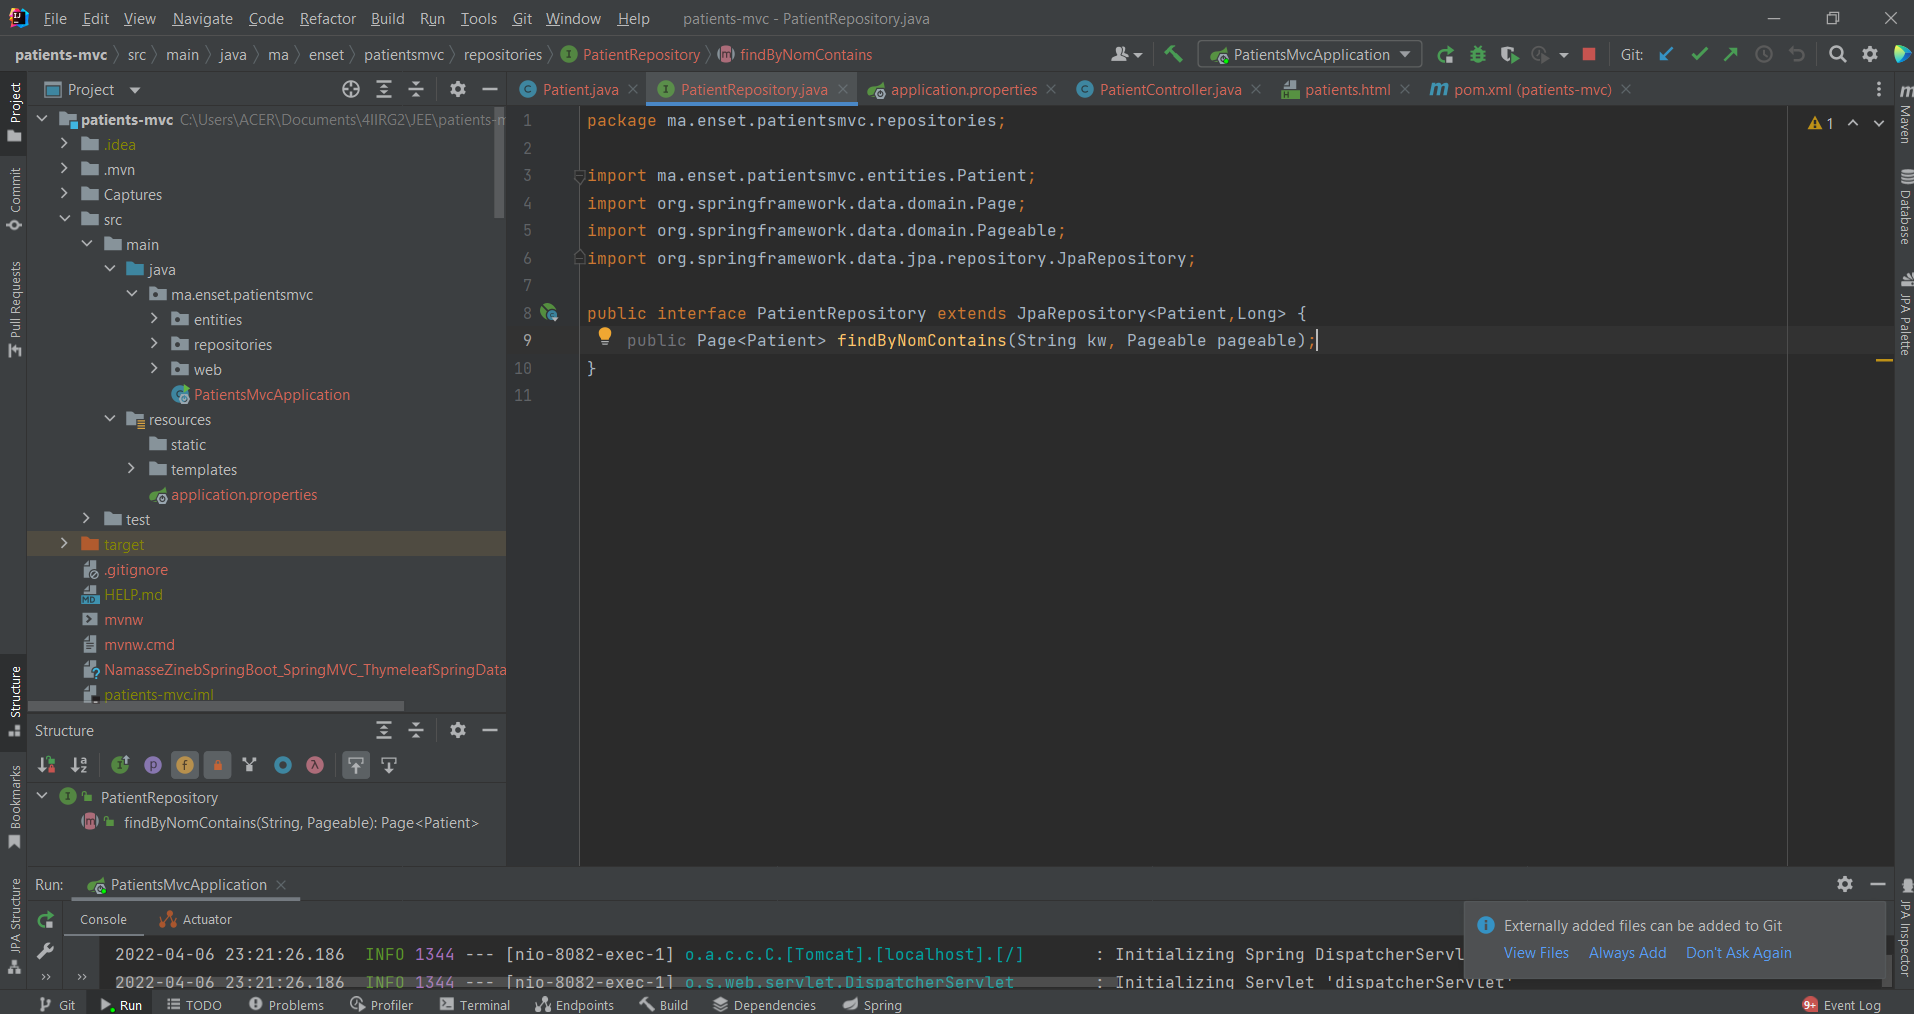 File Edit View Navigate Code Refactor Build Run Tools Git Window Help patients-mvc - PatientRepository.java
patients-mvc src main java ma enset patientsmvc repositories PatientRepository findByNomContains PatientsMvcApplication Git:
Project
Patient.java PatientRepository.java application.properties PatientController.java patients.html pom.xml (patients-mvc)
patients-mvc C:\Users\ACER\Documents\4IIRG2\JEE\patients-m
.idea
.mvn
Captures
src
main
java
ma.enset.patientsmvc
entities
repositories
web
PatientsMvcApplication
resources
static
templates
application.properties
test
target
.gitignore
HELP.md
mvnw
mvnw.cmd
NamasseZinebSpringBoot_SpringMVC_ThymeleafSpringData
patients-mvc.iml
1 package ma.enset.patientsmvc.repositories;
2
3 import ma.enset.patientsmvc.entities.Patient;
4 import org.springframework.data.domain.Page;
5 import org.springframework.data.domain.Pageable;
6 import org.springframework.data.jpa.repository.JpaRepository;
7
8 public interface PatientRepository extends JpaRepository<Patient,Long> {
9 public Page<Patient> findByNomContains(String kw, Pageable pageable);
10 }
11
1
Structure
PatientRepository
findByNomContains(String, Pageable): Page<Patient>
Project
Commit
Pull Requests
Structure
Bookmarks
JPA Structure
Maven
Database
JPA Palette
JPA Inspector
Run: PatientsMvcApplication
Console Actuator
2022-04-06 23:21:26.186 INFO 1344 --- [nio-8082-exec-1] o.a.c.c.C.[Tomcat].[localhost].[/] : Initializing Spring DispatcherServl
2022-04-06 23:21:26.186 INFO 1344 --- [nio-8082-exec-1] o.s.web.servlet.DispatcherServlet : Initializing Servlet 'dispatcherServlet'
Externally added files can be added to Git
View Files Always Add Don't Ask Again
Git Run TODO Problems Profiler Terminal Endpoints Build Dependencies Spring 9+ Event Log